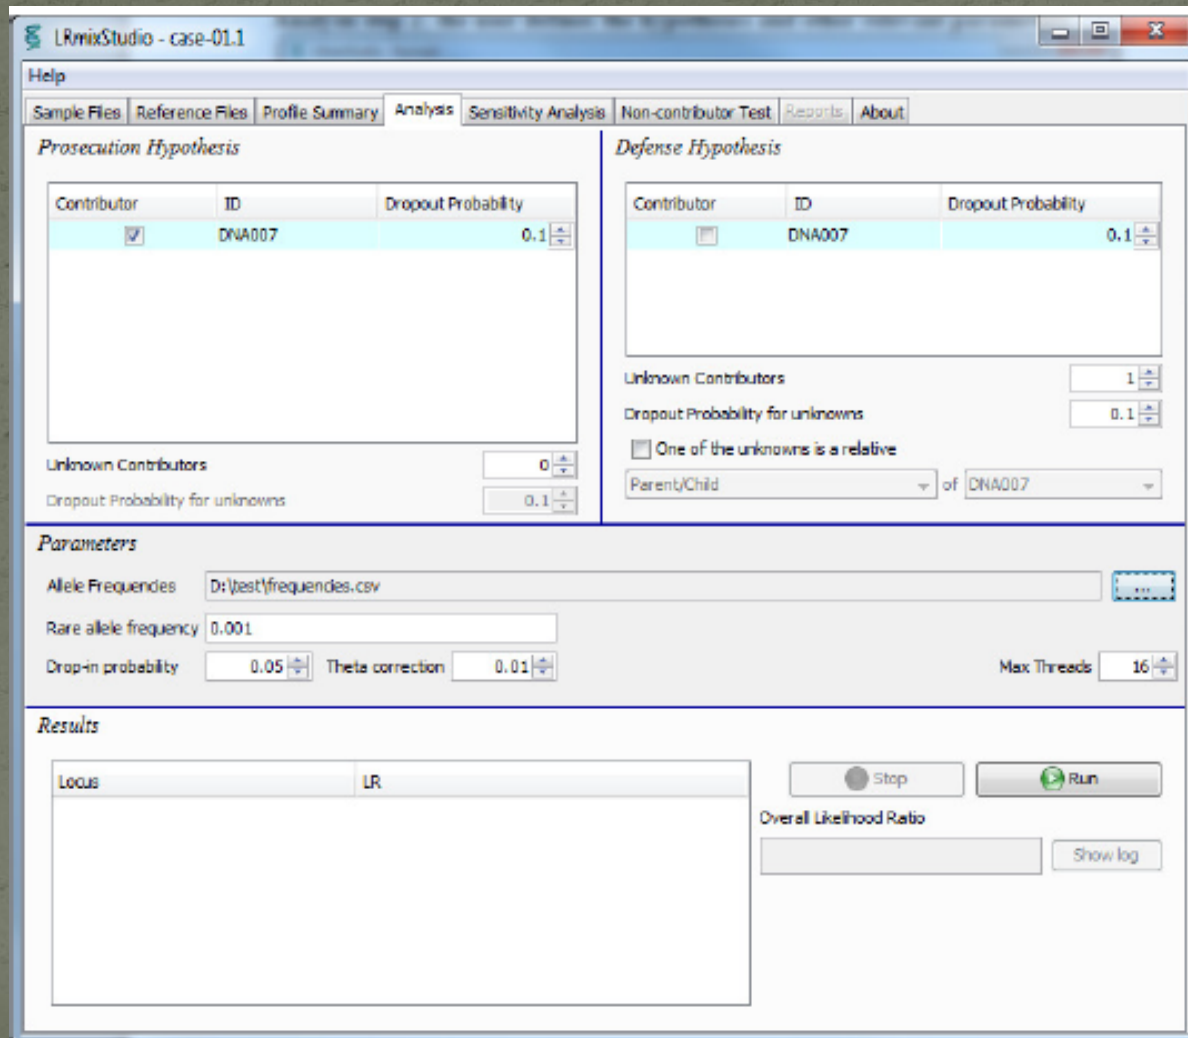 LRmixStudio - case-01.1
Help
Sample Files Reference Files Profile Summary Analysis Sensitivity Analysis Non-contributor Test Reports About
Prosecution Hypothesis
Contributor ID Dropout Probability
DNA007 0.1
Unknown Contributors 0
Dropout Probability for unknowns 0.1
Defense Hypothesis
Contributor ID Dropout Probability
DNA007 0.1
Unknown Contributors 1
Dropout Probability for unknowns 0.1
One of the unknowns is a relative
Parent/Child of DNA007
Parameters
Allele Frequencies D:\test\frequencies.csv ...
Rare allele frequency 0.001
Drop-in probability 0.05 Theta correction 0.01 Max Threads 16
Results
Locus LR
Stop Run
Overall Likelihood Ratio
Show log